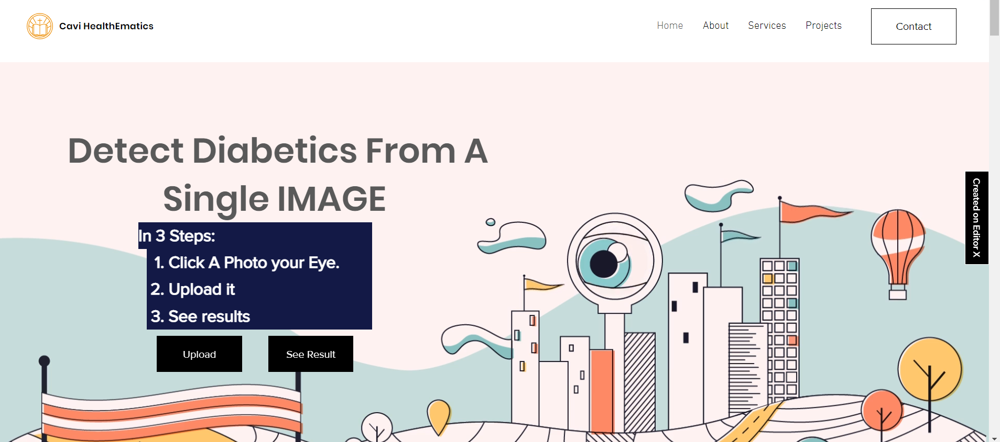 Cavi HealthEmatics
Home
About
Services
Projects
Contact
Detect Diabetics From A
Single IMAGE
In 3 Steps:
1. Click A Photo your Eye.
2. Upload it
3. See results
Upload
See Result
Created on Editor X